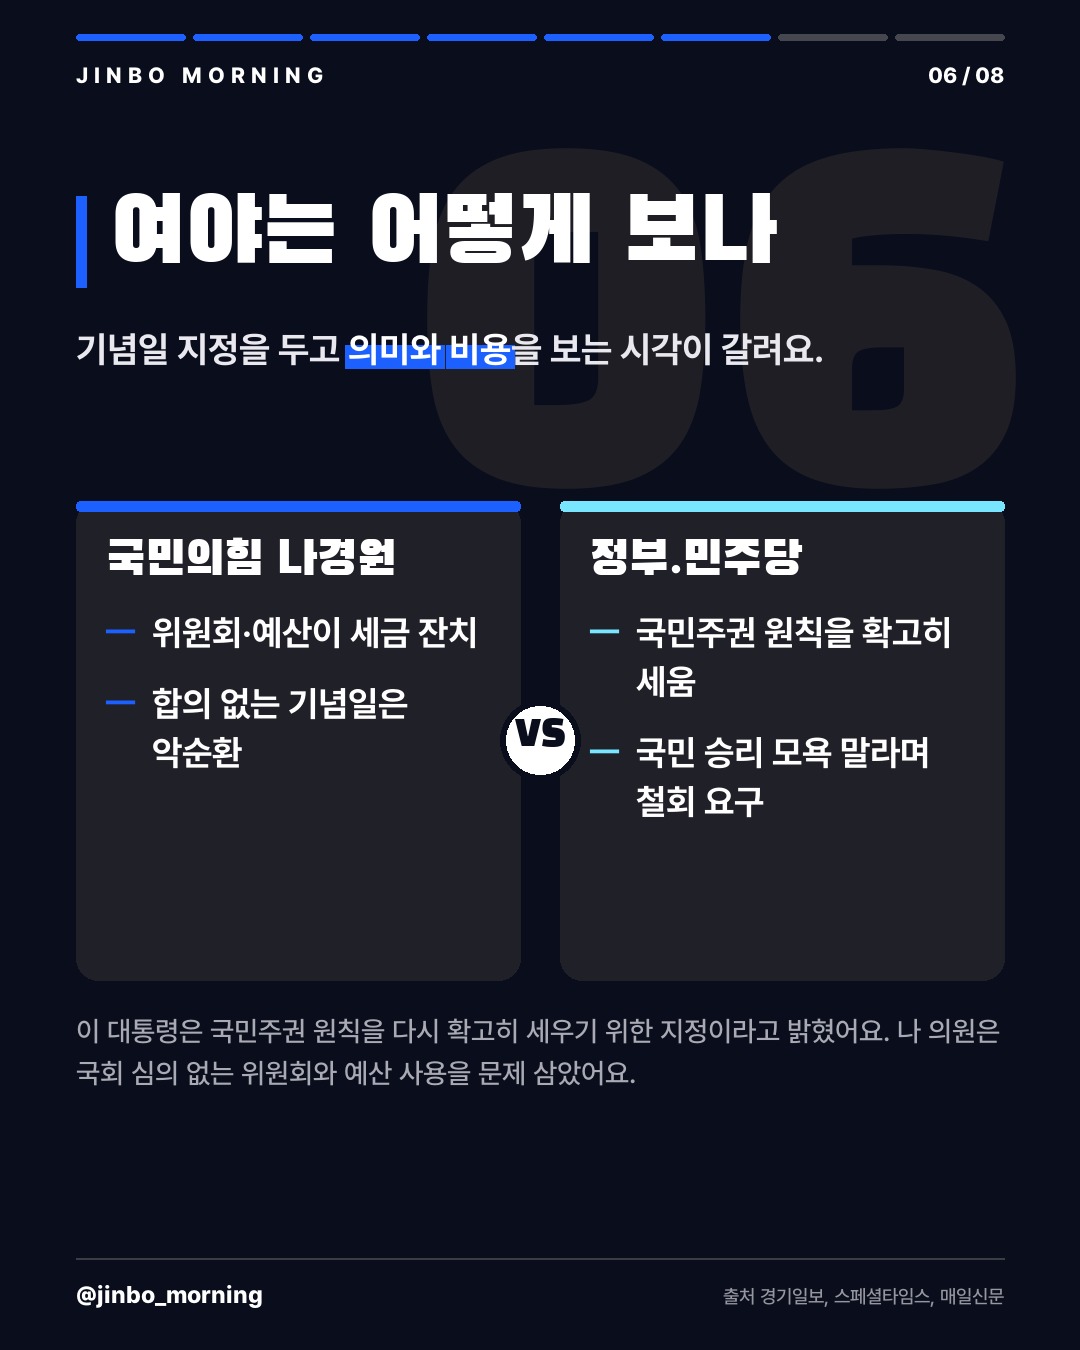 JINBO MORNING
06 / 08
06
여야는 어떻게 보나
기념일 지정을 두고 의미와 비용을 보는 시각이 갈려요.
국민의힘 나경원
위원회·예산이 세금 잔치
합의 없는 기념일은
악순환
VS
정부.민주당
국민주권 원칙을 확고히
세움
국민 승리 모욕 말라며
철회 요구
이 대통령은 국민주권 원칙을 다시 확고히 세우기 위한 지정이라고 밝혔어요. 나 의원은
국회 심의 없는 위원회와 예산 사용을 문제 삼았어요.
@jinbo_morning
출처 경기일보, 스페셜타임스, 매일신문